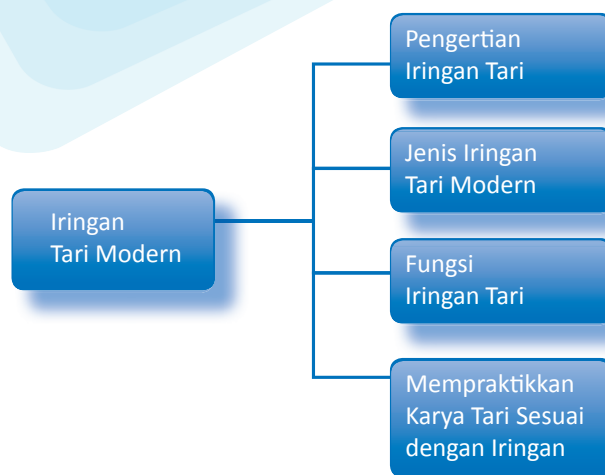 Iringan
Tari Modern
Pengertian
Iringan Tari
Jenis Iringan
Tari Modern
Fungsi
Iringan Tari
Mempraktikkan
Karya Tari Sesuai
dengan Iringan